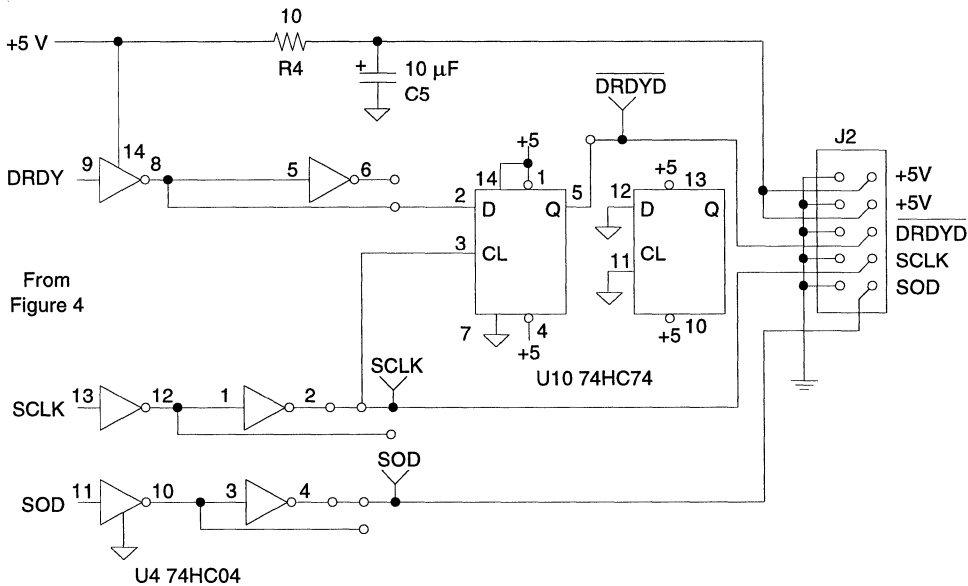 10
+5 V
R4
+
10 µF
C5
DRDYD
J2
9
14
8
5
6
DRDY
+5
14
1
2
D
Q
5
3
CL
7
4
+5
+5
13
12
D
Q
11
CL
+5
10
U10 74HC74
+5V
+5V
DRDYD
SCLK
SOD
From
Figure 4
SCLK
13
12
1
2
SCLK
SOD
11
10
3
4
SOD
U4 74HC04